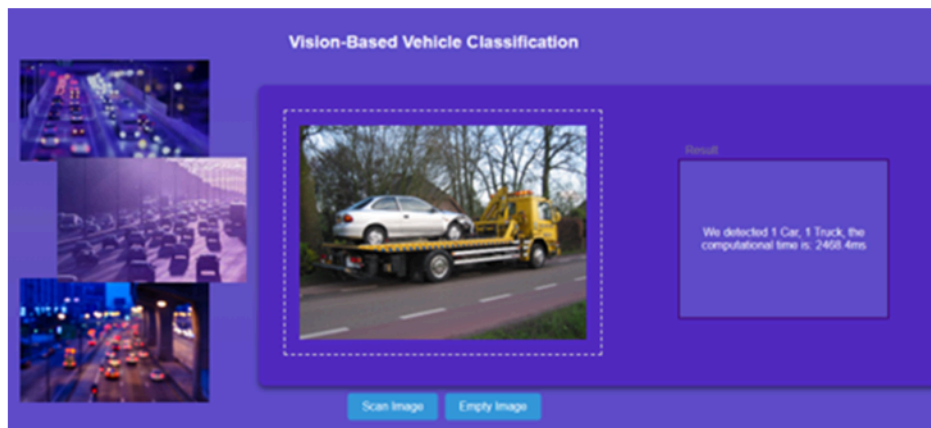 Vision-Based Vehicle Classification
Result
We detected 1 Car, 1 Truck, the
computational time is: 2468.4ms
Scan Image
Empty Image